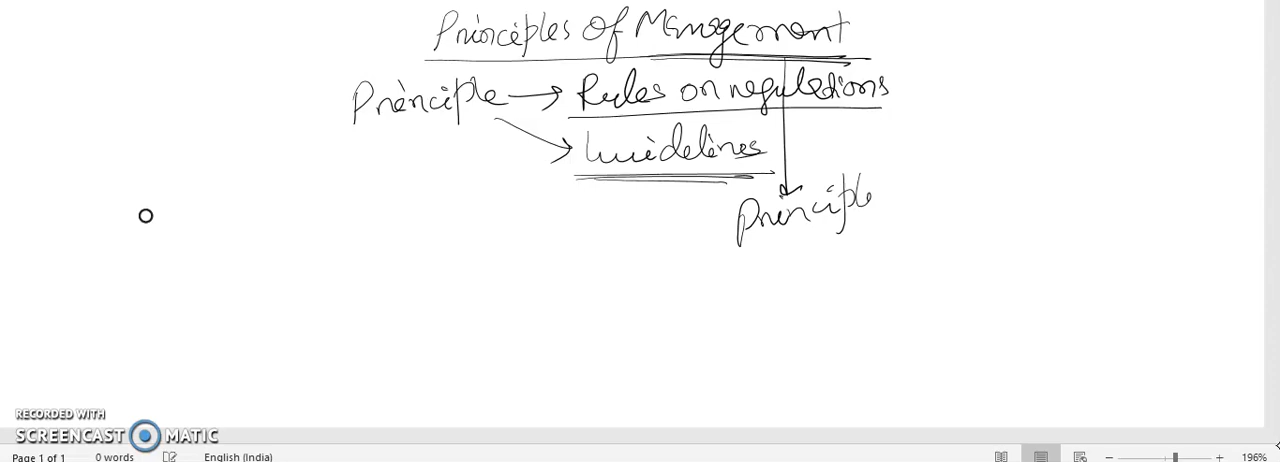 Principles of Management
Principle → Rules or regulations
Guidelines
Principle
RECORDED WITH
SCREENCAST MATIC
Page 1 of 1 0 words English (India) 196%